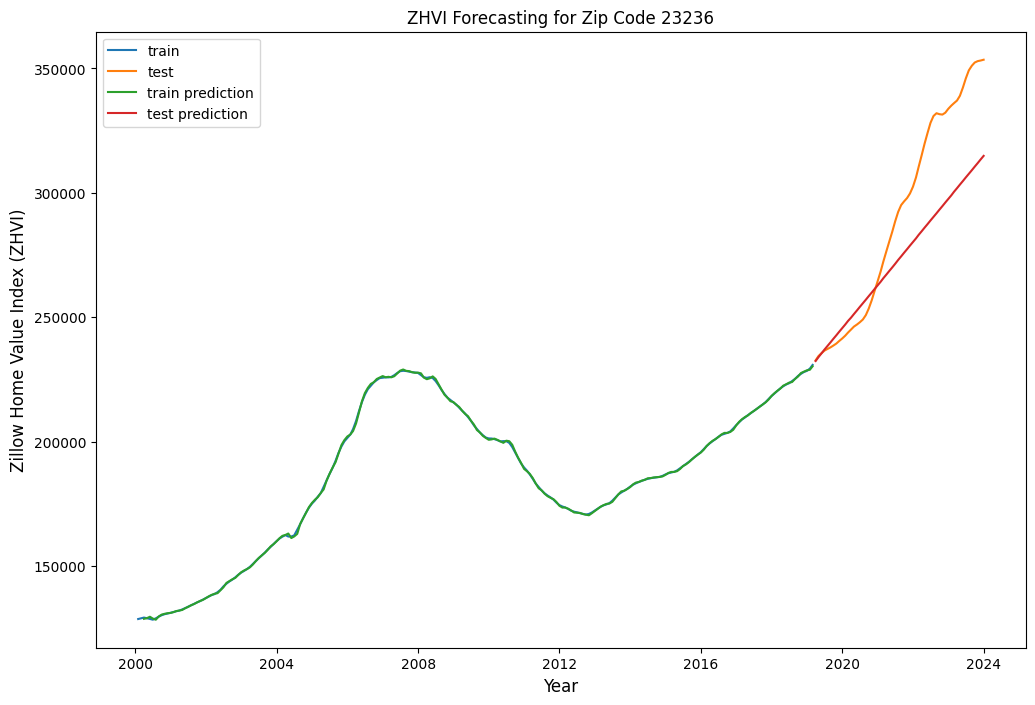 ZHVI Forecasting for Zip Code 23236
train
test
train prediction
test prediction
350000
300000
250000
200000
150000
Zillow Home Value Index (ZHVI)
2000 2004 2008 2012 2016 2020 2024
Year